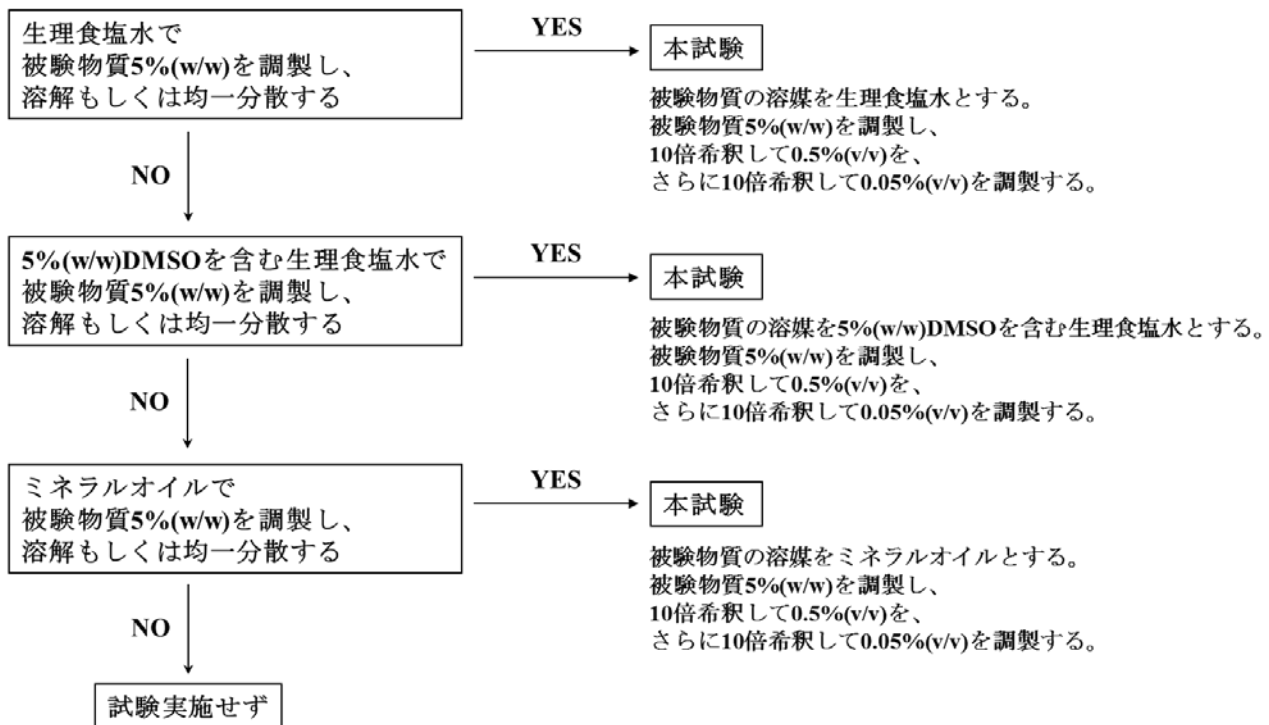 生理食塩水で
被験物質5%(w/w)を調製し、
溶解もしくは均一分散する
YES
本試験
被験物質の溶媒を生理食塩水とする。
被験物質5%(w/w)を調製し、
10倍希釈して0.5%(v/v)を、
さらに10倍希釈して0.05%(v/v)を調製する。
NO
5%(w/w)DMSOを含む生理食塩水で
被験物質5%(w/w)を調製し、
溶解もしくは均一分散する
YES
本試験
被験物質の溶媒を5%(w/w)DMSOを含む生理食塩水とする。
被験物質5%(w/w)を調製し、
10倍希釈して0.5%(v/v)を、
さらに10倍希釈して0.05%(v/v)を調製する。
NO
ミネラルオイルで
被験物質5%(w/w)を調製し、
溶解もしくは均一分散する
YES
本試験
被験物質の溶媒をミネラルオイルとする。
被験物質5%(w/w)を調製し、
10倍希釈して0.5%(v/v)を、
さらに10倍希釈して0.05%(v/v)を調製する。
NO
試験実施せず